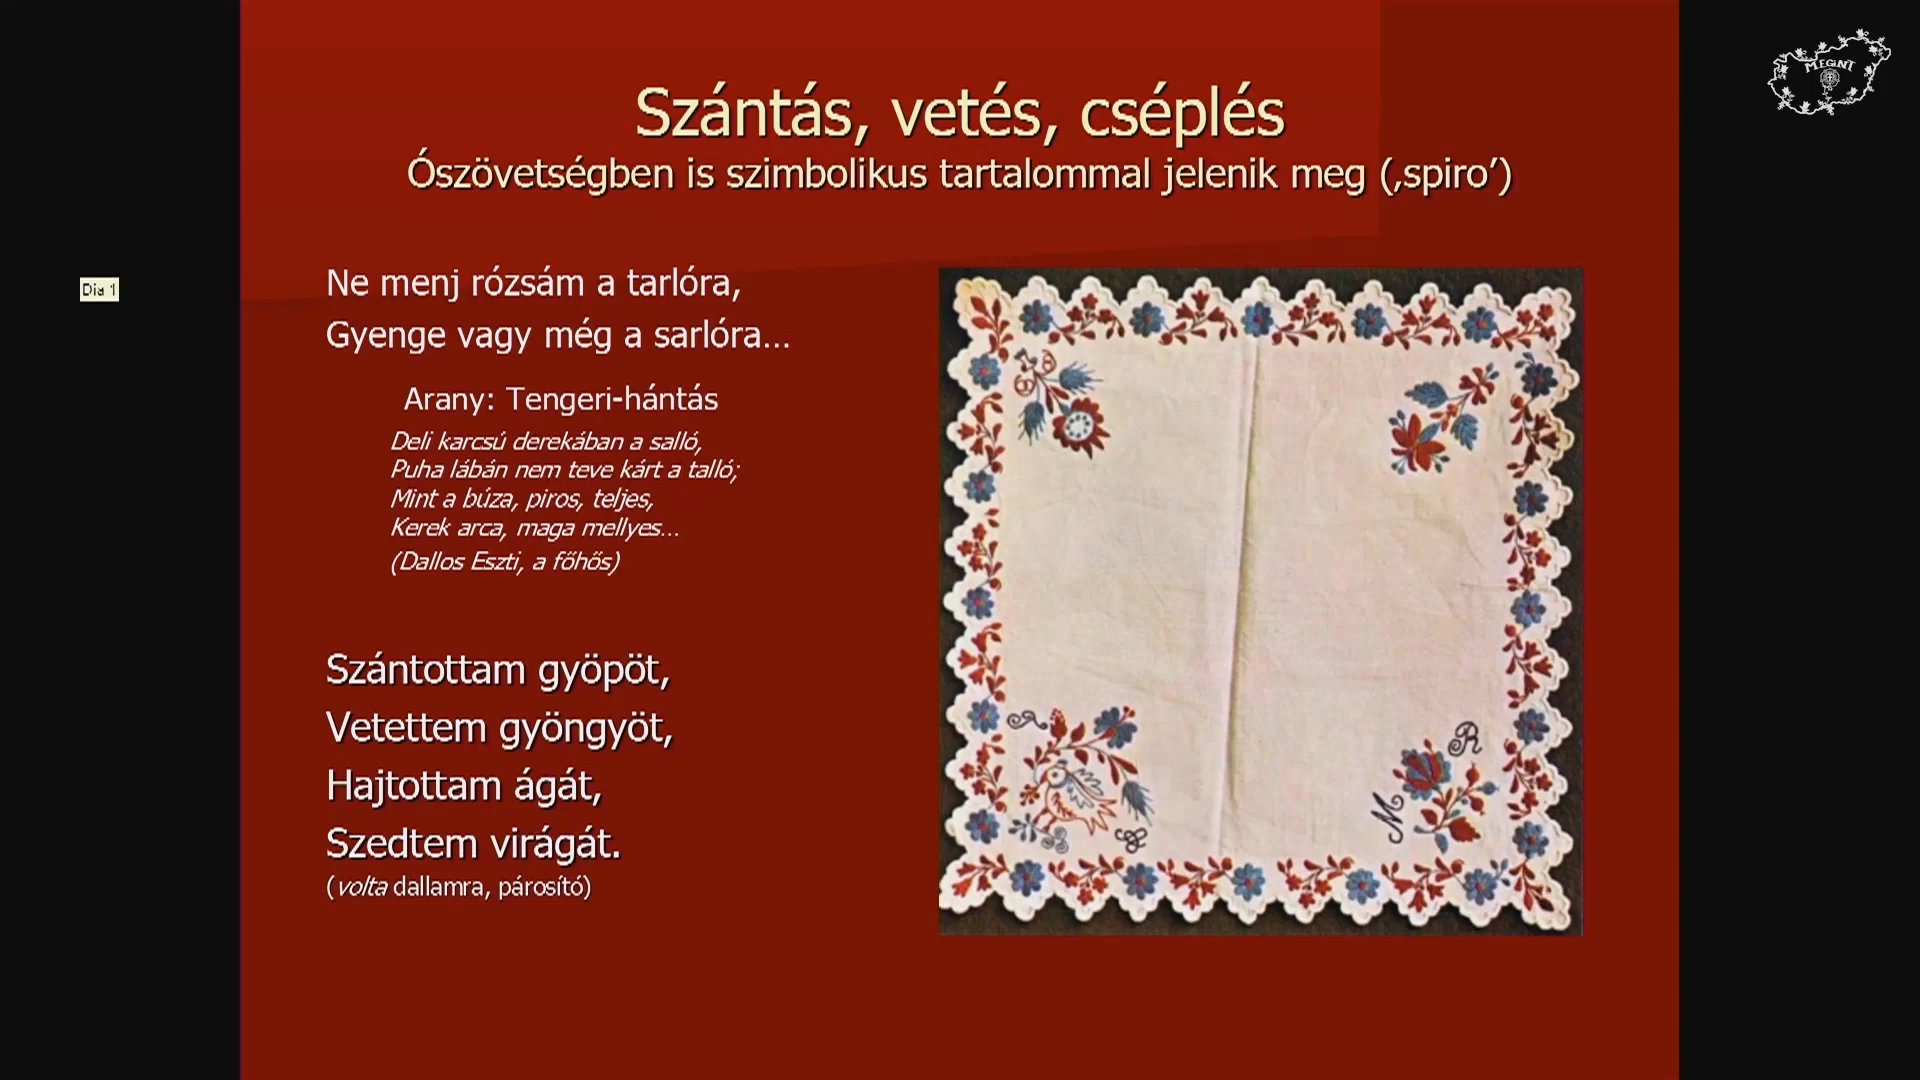 MEGINT
Szántás, vetés, cséplés
Ószövetségben is szimbolikus tartalommal jelenik meg (‚spiro’)
Dia 1
Ne menj rózsám a tarlóra,
Gyenge vagy még a sarlóra…
Arany: Tengeri-hántás
Deli karcsú derekában a salló,
Puha lábán nem teve kárt a talló;
Mint a búza, piros, teljes,
Kerek arca, maga mellyes…
(Dallos Eszti, a főhős)
Szántottam gyöpöt,
Vetettem gyöngyöt,
Hajtottam ágát,
Szedtem virágát.
(volta dallamra, párosító)
R
M